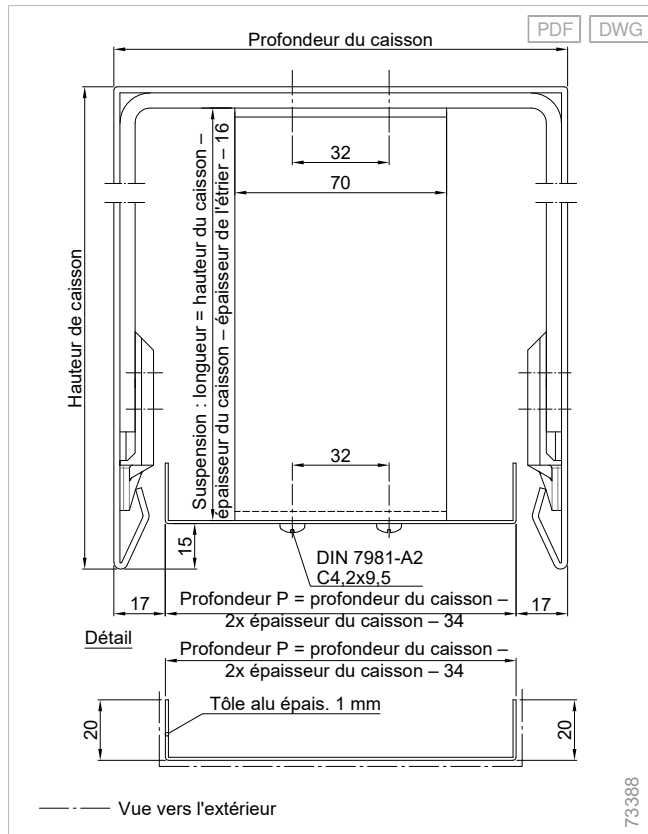 PDF
DWG
Profondeur du caisson
Hauteur de caisson
Suspension : longueur = hauteur du caisson –
épaisseur du caisson – épaisseur de l'étrier – 16
32
70
32
15
DIN 7981-A2
C4,2x9,5
17
Profondeur P = profondeur du caisson –
2x épaisseur du caisson – 34
17
Détail
Profondeur P = profondeur du caisson –
2x épaisseur du caisson – 34
20
Tôle alu épais. 1 mm
20
Vue vers l'extérieur
73388